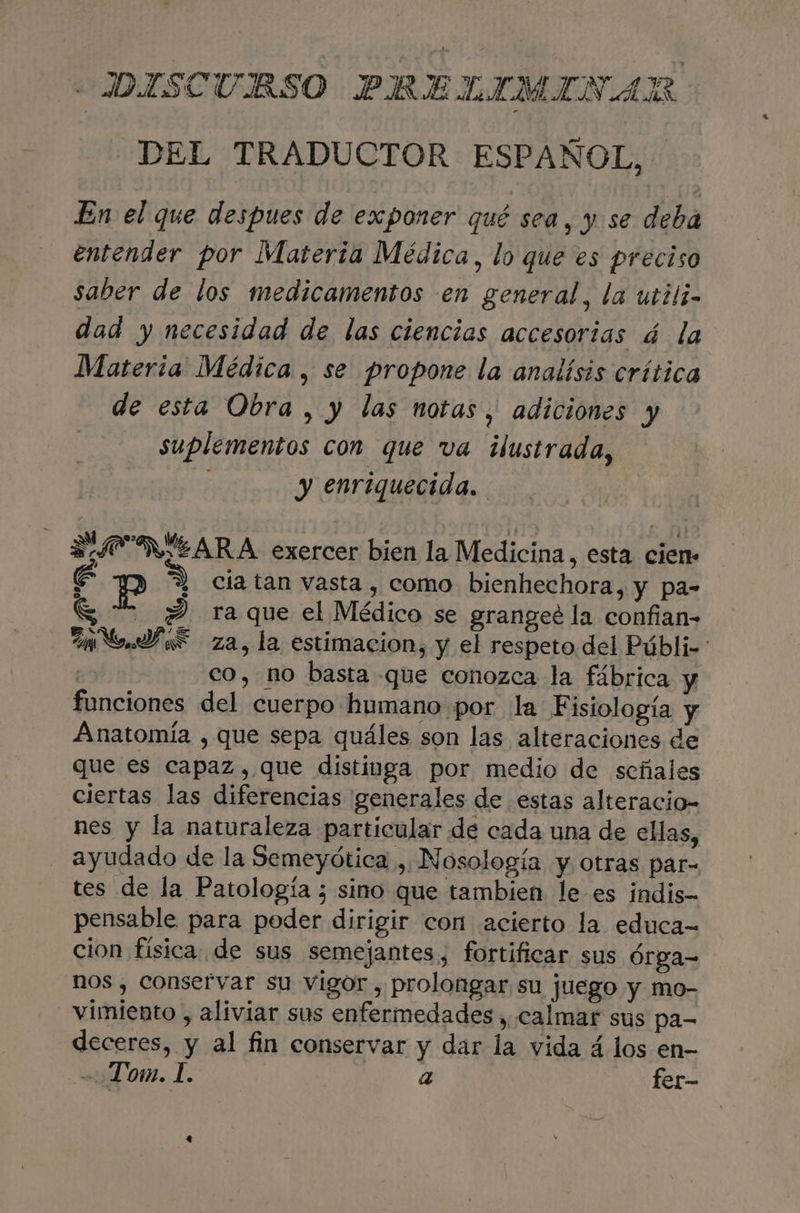 DISCURSO PRELIMINAR
DEL TRADUCTOR ESPAÑOL,
En el que despues de exponer qué sea, y se deba
entender por Materia Médica, lo que es preciso
saber de los medicamentos en general, la utili-
dad y necesidad de las ciencias accesorias á la
Materia Médica, se propone la analísis crítica
de esta Obra, y las notas, adiciones y
suplementos con que va ilustrada,
y enriquecida.
PARA exercer bien la Medicina, esta cien-
cia tan vasta, como bienhechora, y pa-
ra que el Médico se grangeé la confian-
za, la estimacion, y el respeto del Públi-
co, no basta que conozca la fábrica y
funciones del cuerpo humano por la Fisiología y
Anatomía, que sepa quáles son las alteraciones de
que es capaz, que distinga por medio de señales
ciertas las diferencias generales de estas alteracio-
nes y la naturaleza particular de cada una de ellas,
ayudado de la Semeyótica, Nosología y otras par-
tes de la Patología; sino que tambien le es indis-
pensable para poder dirigir con acierto la educa-
cion física de sus semejantes, fortificar sus órga-
nos, conservar su vigor, prolongar su juego y mo-
vimiento, aliviar sus enfermedades, calmar sus pa-
deceres, y al fin conservar y dar la vida á los en-
Tom. I. a fer-